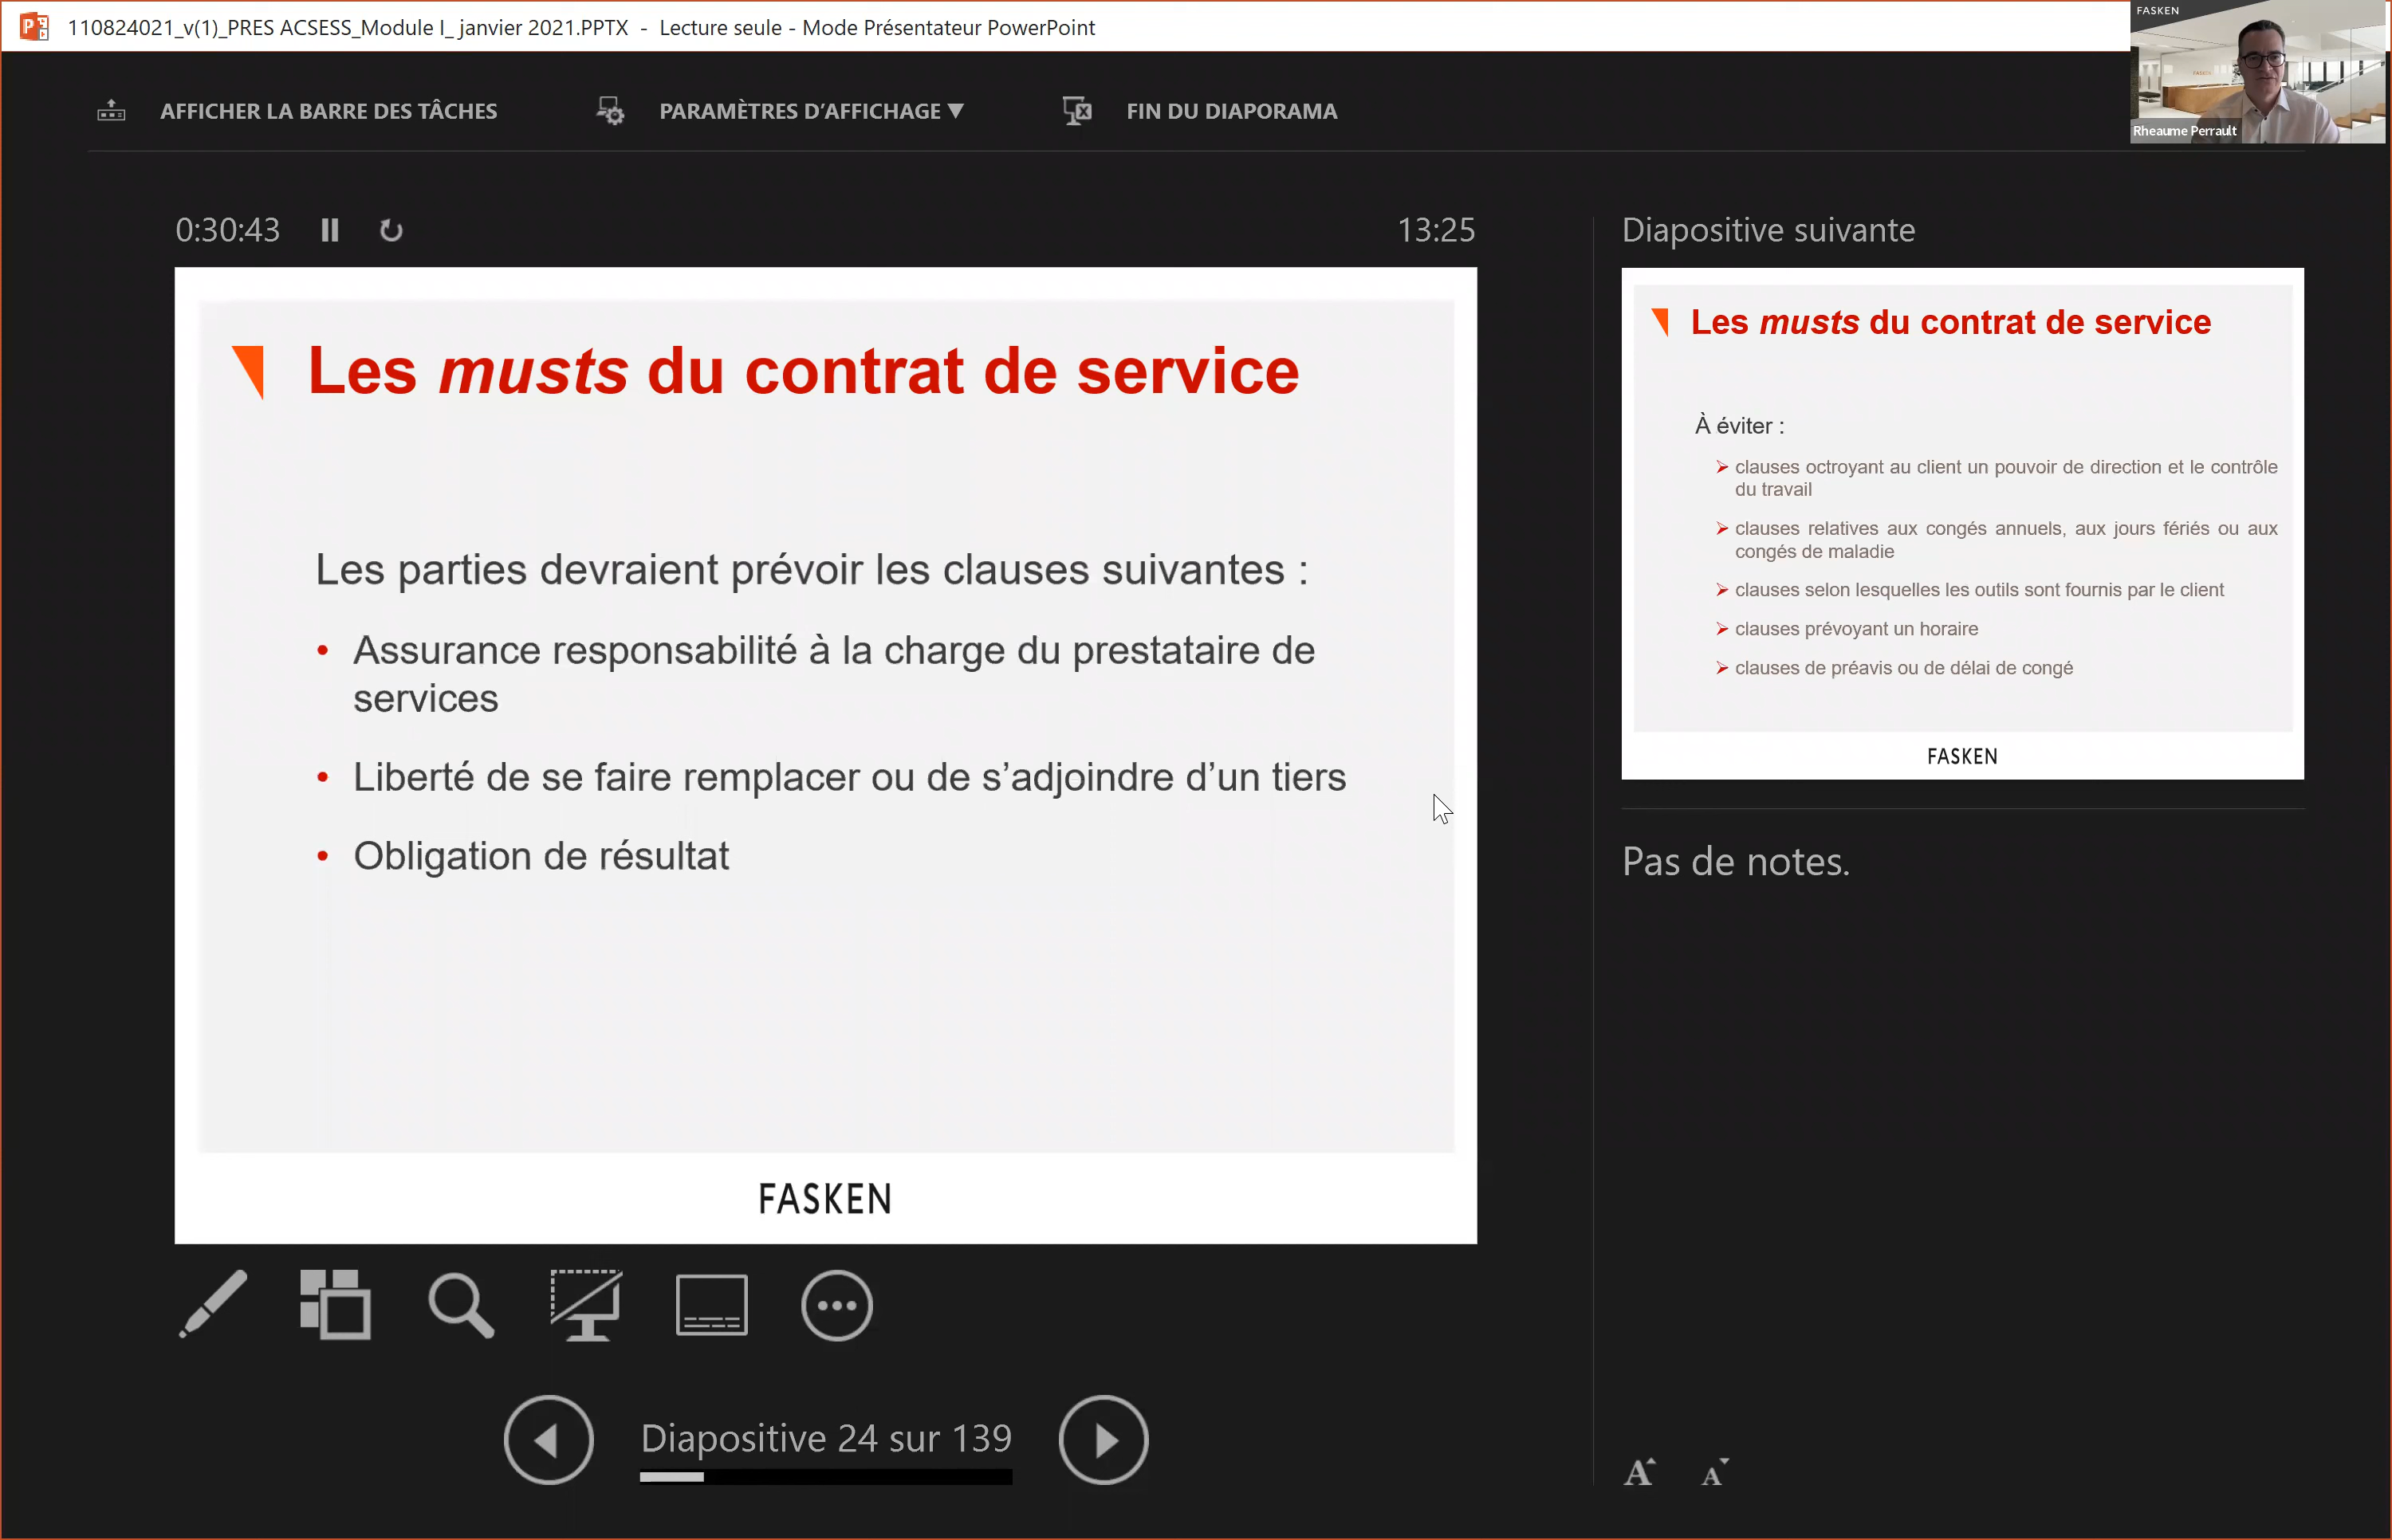 110824021_v(1)_PRES ACSESS_Module I_ janvier 2021.PPTX  -  Lecture seule - Mode Présentateur PowerPoint
FASKEN
Rheaume Perrault
AFFICHER LA BARRE DES TÂCHES
PARAMÈTRES D’AFFICHAGE ▼
FIN DU DIAPORAMA
0:30:43
13:25
Les musts du contrat de service
Les parties devraient prévoir les clauses suivantes :
• Assurance responsabilité à la charge du prestataire de
services
• Liberté de se faire remplacer ou de s’adjoindre d’un tiers
• Obligation de résultat
FASKEN
Diapositive 24 sur 139
Diapositive suivante
Les musts du contrat de service
À éviter :
➢ clauses octroyant au client un pouvoir de direction et le contrôle
du travail
➢ clauses relatives aux congés annuels, aux jours fériés ou aux
congés de maladie
➢ clauses selon lesquelles les outils sont fournis par le client
➢ clauses prévoyant un horaire
➢ clauses de préavis ou de délai de congé
FASKEN
Pas de notes.
A A